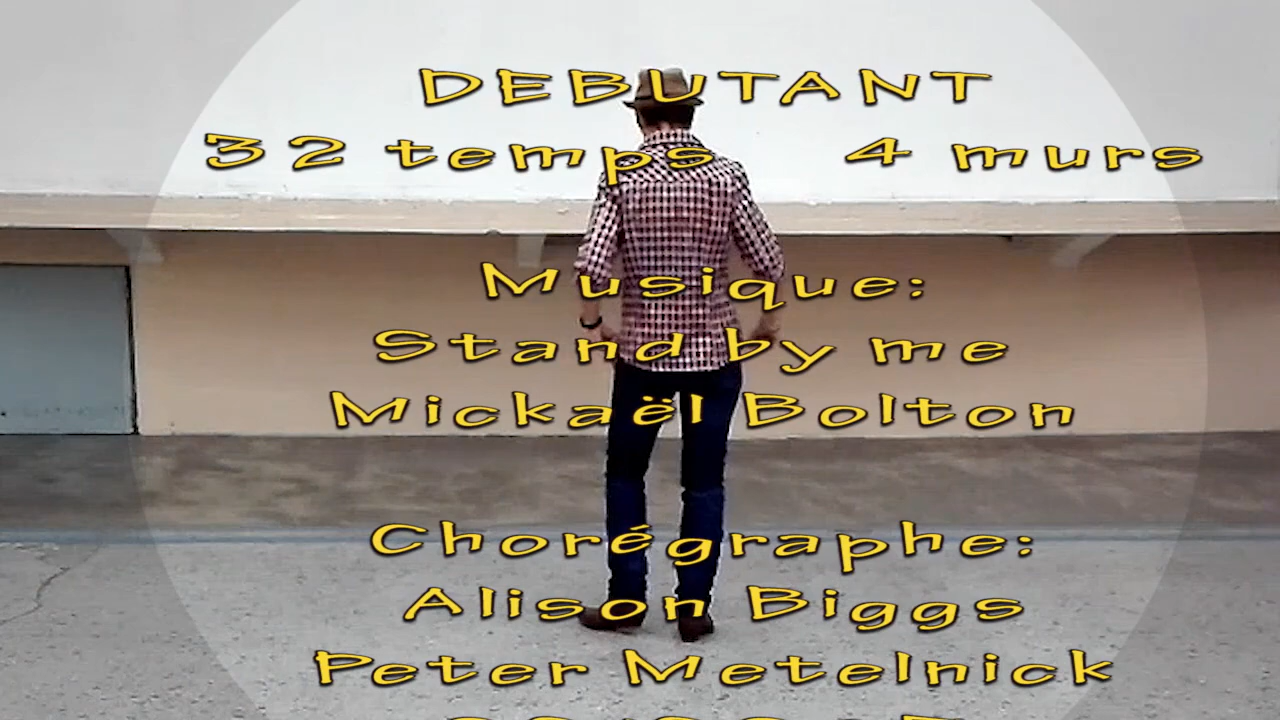 DEBUTANT
32 temps 4 murs
Musique:
Stand by me
Mickaël Bolton
Chorégraphe:
Alison Biggs
Peter Metelnick